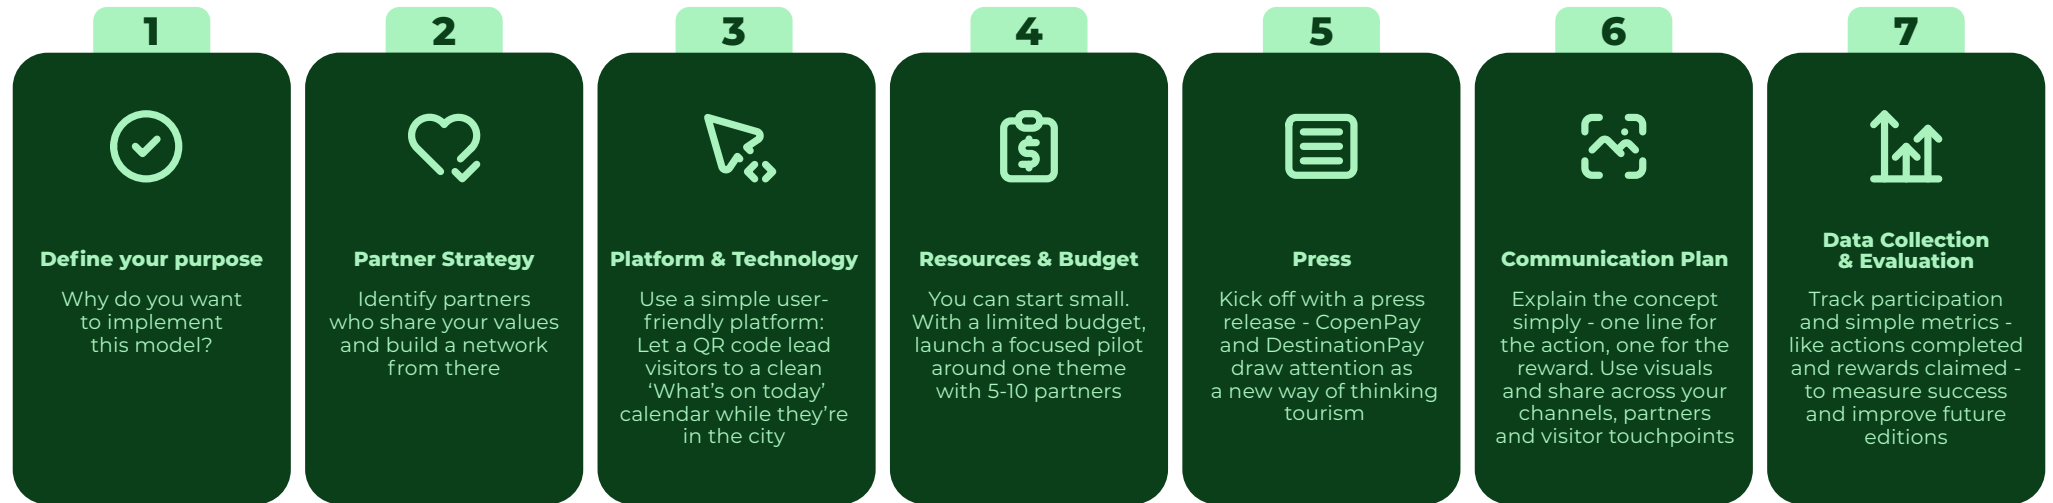 1
Define your purpose
Why do you want
to implement
this model?
2
Partner Strategy
Identify partners
who share your values
and build a network
from there
3
Platform & Technology
Use a simple user-
friendly platform:
Let a QR code lead
visitors to a clean
‘What’s on today’
calendar while they’re
in the city
4
Resources & Budget
You can start small.
With a limited budget,
launch a focused pilot
around one theme
with 5-10 partners
5
Press
Kick off with a press
release - CopenPay
and DestinationPay
draw attention as
a new way of thinking
tourism
6
Communication Plan
Explain the concept
simply - one line for
the action, one for the
reward. Use visuals
and share across your
channels, partners
and visitor touchpoints
7
Data Collection
& Evaluation
Track participation
and simple metrics -
like actions completed
and rewards claimed -
to measure success
and improve future
editions